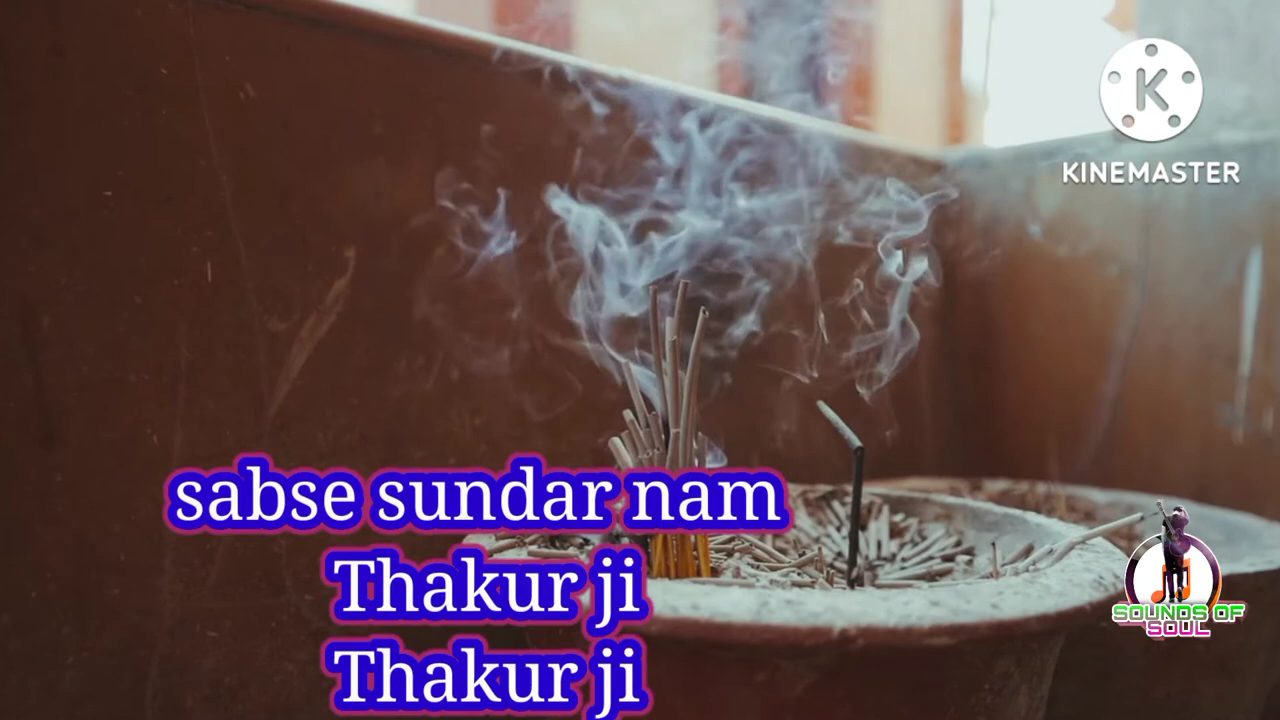 K
KINEMASTER
sabse sundar nam
Thakur ji
Thakur ji
SOUNDS OF
SOUL